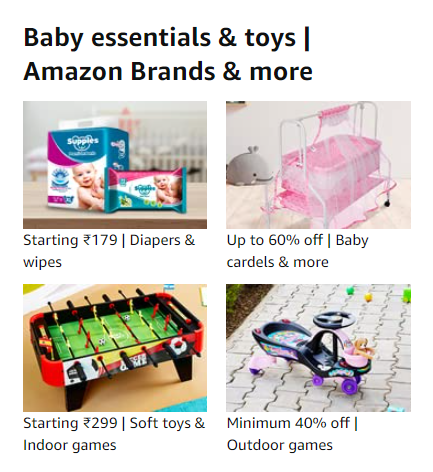 Baby essentials & toys |
Amazon Brands & more
Supples
Supples
Starting ₹179 | Diapers &
wipes
Up to 60% off | Baby
cardels & more
Starting ₹299 | Soft toys &
Indoor games
Minimum 40% off |
Outdoor games